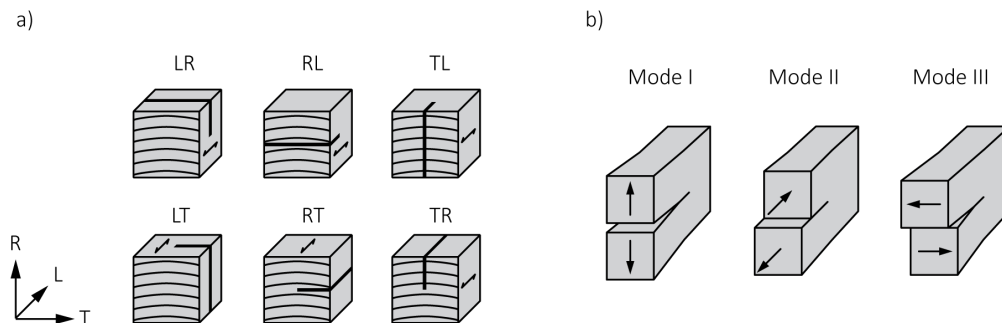 a)
LR RL TL
LT RT TR
R
L
T
b)
Mode I Mode II Mode III